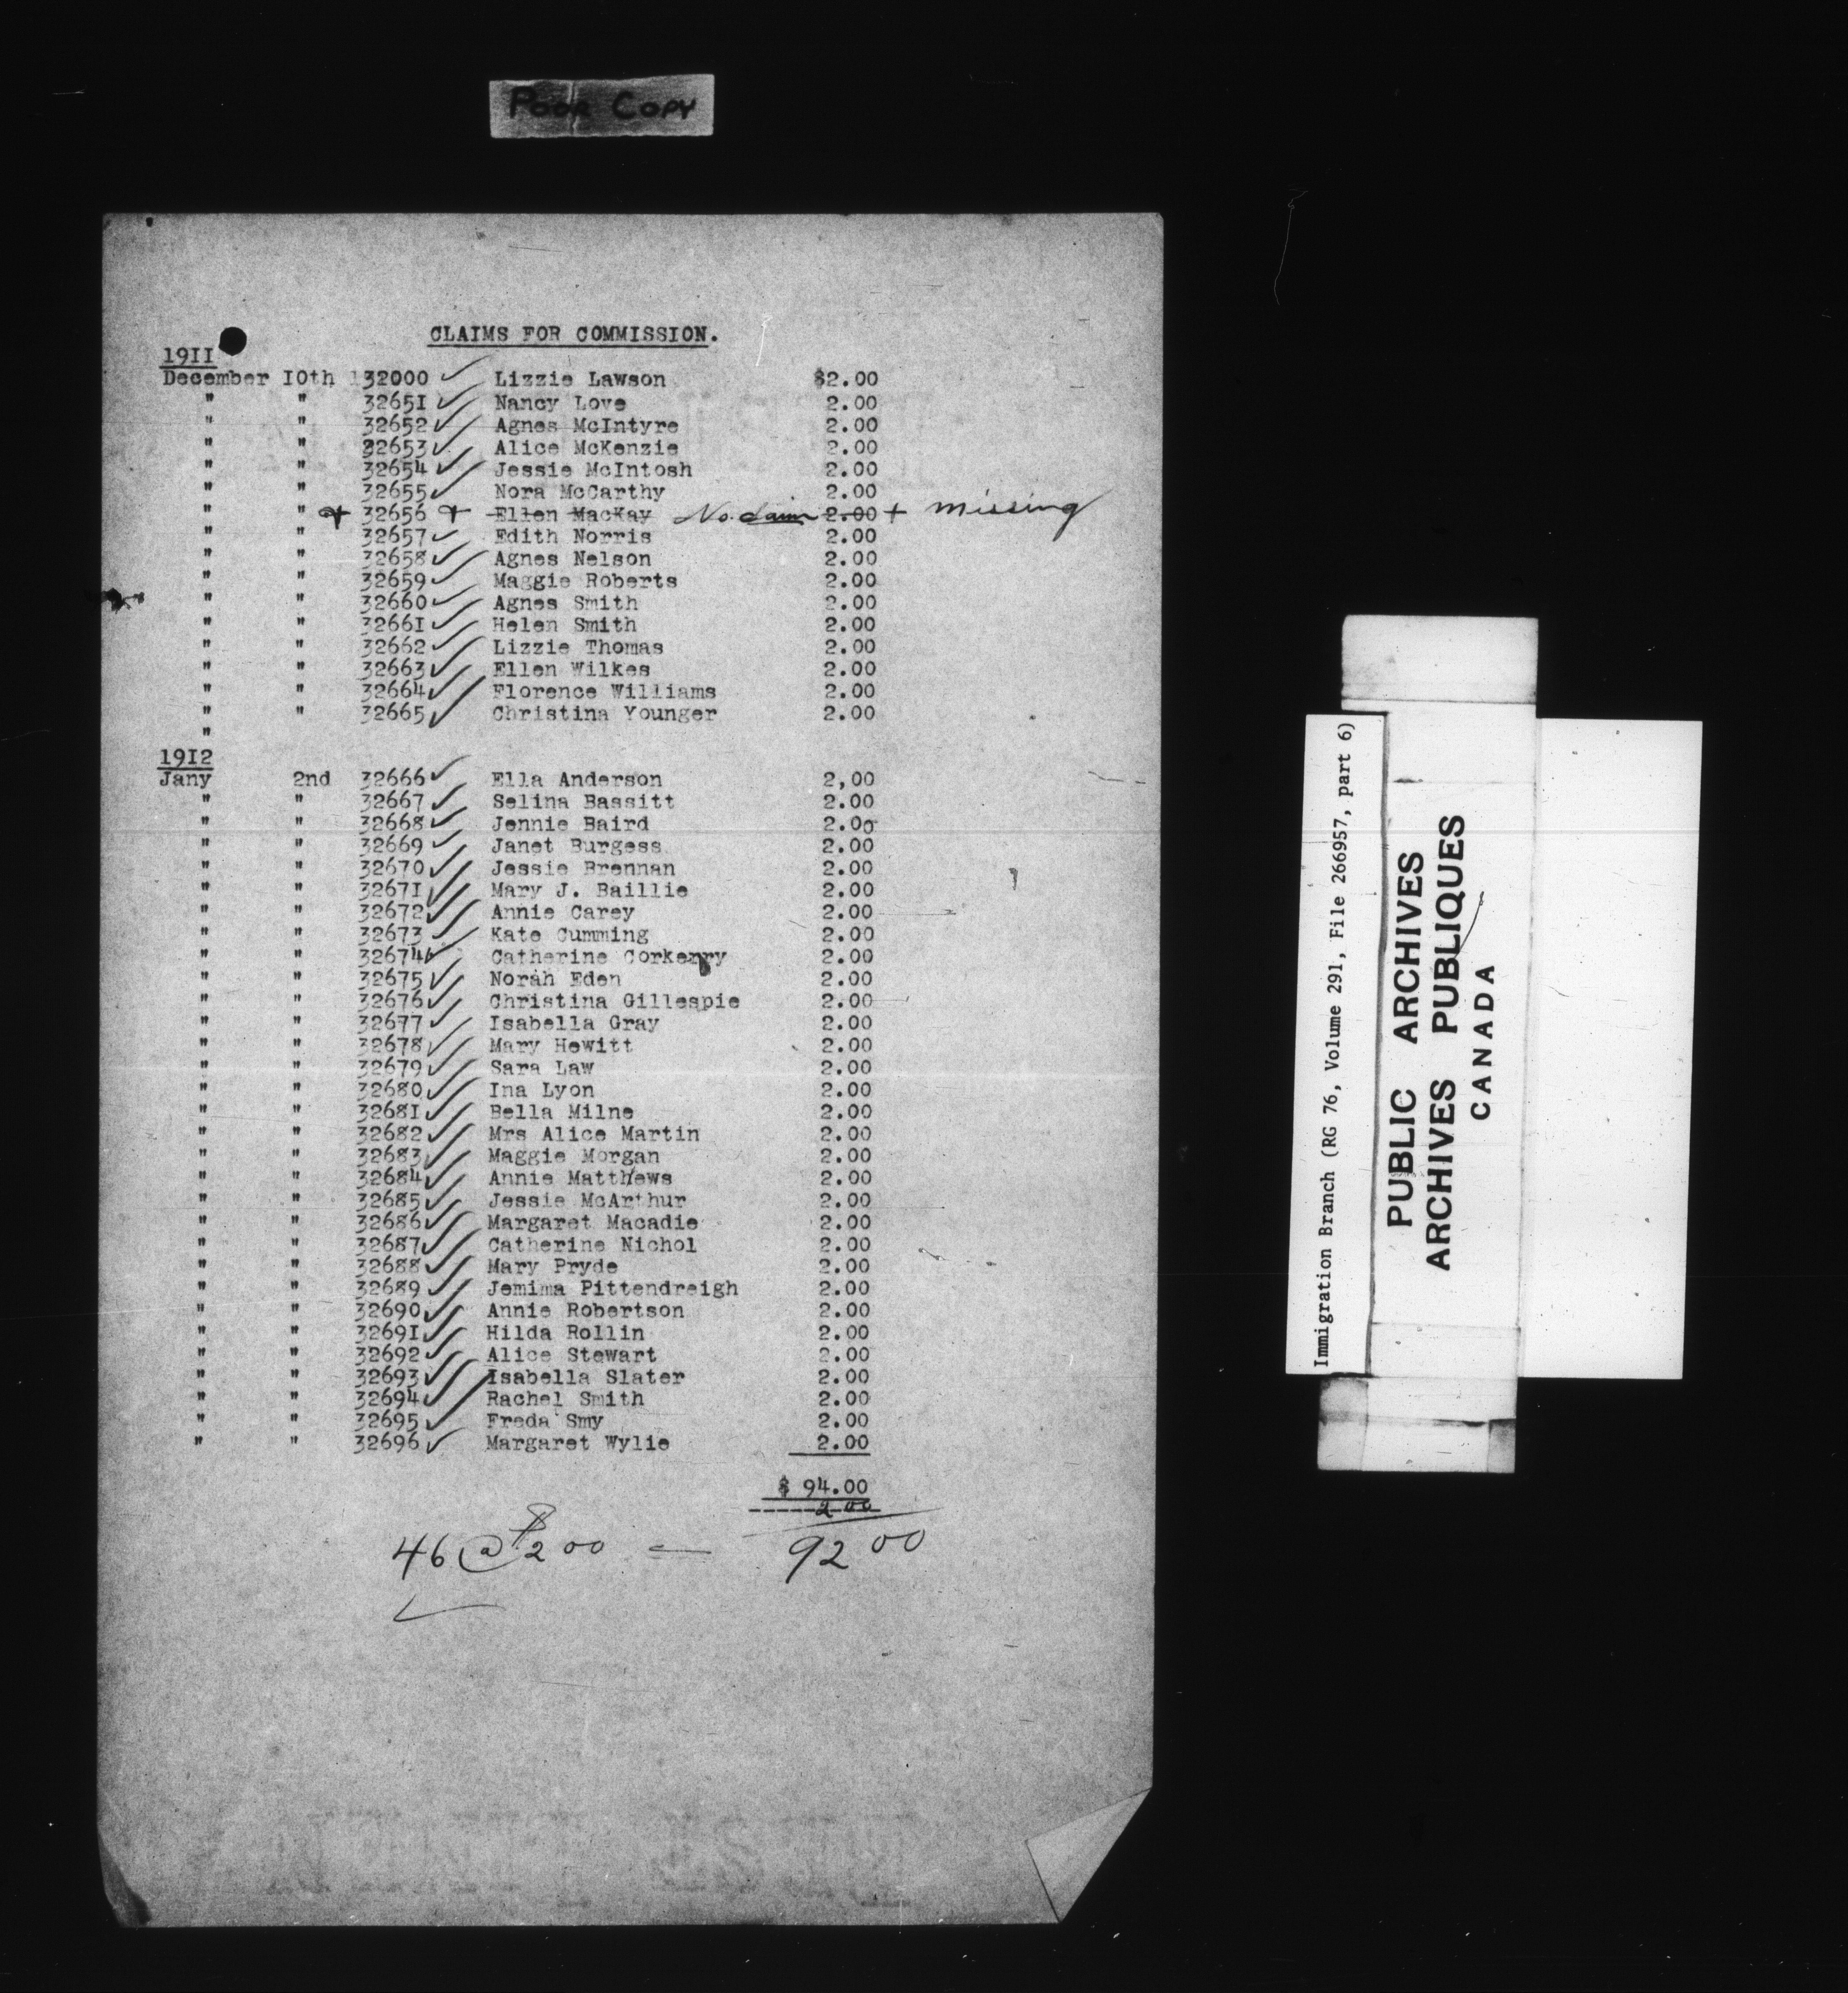 POOR COPY
CLAIMS FOR COMMISSION.
19II
December IOth 32000 ✓ Lizzie Lawson $2.00
" " 3265I ✓ Nancy Love 2.00
" " 32652 ✓ Agnes McIntyre 2.00
" " 32653 ✓ Alice McKenzie 2.00
" " 32654 ✓ Jessie McIntosh 2.00
" " 32655 ✓ Nora McCarthy 2.00
" " + 32656 + Ellen MacKay No claim 2.00 + missing
" " 32657 ✓ Edith Norris 2.00
" " 32658 ✓ Agnes Nelson 2.00
" " 32659 ✓ Maggie Roberts 2.00
" " 32660 ✓ Agnes Smith 2.00
" " 3266I ✓ Helen Smith 2.00
" " 32662 ✓ Lizzie Thomas 2.00
" " 32663 ✓ Ellen Wilkes 2.00
" " 32664 ✓ Florence Williams 2.00
" " 32665 ✓ Christina Younger 2.00
"
19I2
Jany 2nd 32666 ✓ Ella Anderson 2,00
" " 32667 ✓ Selina Bassitt 2.00
" " 32668 ✓ Jennie Baird 2.00
" " 32669 ✓ Janet Burgess 2.00
" " 32670 ✓ Jessie Brennan 2.00
" " 3267I ✓ Mary J. Baillie 2.00
" " 32672 ✓ Annie Carey 2.00
" " 32673 ✓ Kate Cumming 2.00
" " 32674 ✓ Catherine Corkerry 2.00
" " 32675 ✓ Norah Eden 2.00
" " 32676 ✓ Christina Gillespie 2.00
" " 32677 ✓ Isabella Gray 2.00
" " 32678 ✓ Mary Hewitt 2.00
" " 32679 ✓ Sara Law 2.00
" " 32680 ✓ Ina Lyon 2.00
" " 3268I ✓ Bella Milne 2.00
" " 32682 ✓ Mrs Alice Martin 2.00
" " 32683 ✓ Maggie Morgan 2.00
" " 32684 ✓ Annie Matthews 2.00
" " 32685 ✓ Jessie McArthur 2.00
" " 32686 ✓ Margaret Macadie 2.00
" " 32687 ✓ Catherine Nichol 2.00
" " 32688 ✓ Mary Pryde 2.00
" " 32689 ✓ Jemima Pittendreigh 2.00
" " 32690 ✓ Annie Robertson 2.00
" " 3269I ✓ Hilda Rollin 2.00
" " 32692 ✓ Alice Stewart 2.00
" " 32693 ✓ Isabella Slater 2.00
" " 32694 ✓ Rachel Smith 2.00
" " 32695 ✓ Freda Smy 2.00
" " 32696 ✓ Margaret Wylie 2.00
$ 94.00
2 00
46 @ $2 00 = 92 00
✓
Immigration Branch (RG 76, Volume 291, File 266957, part 6)
PUBLIC ARCHIVES
ARCHIVES PUBLIQUES
CANADA